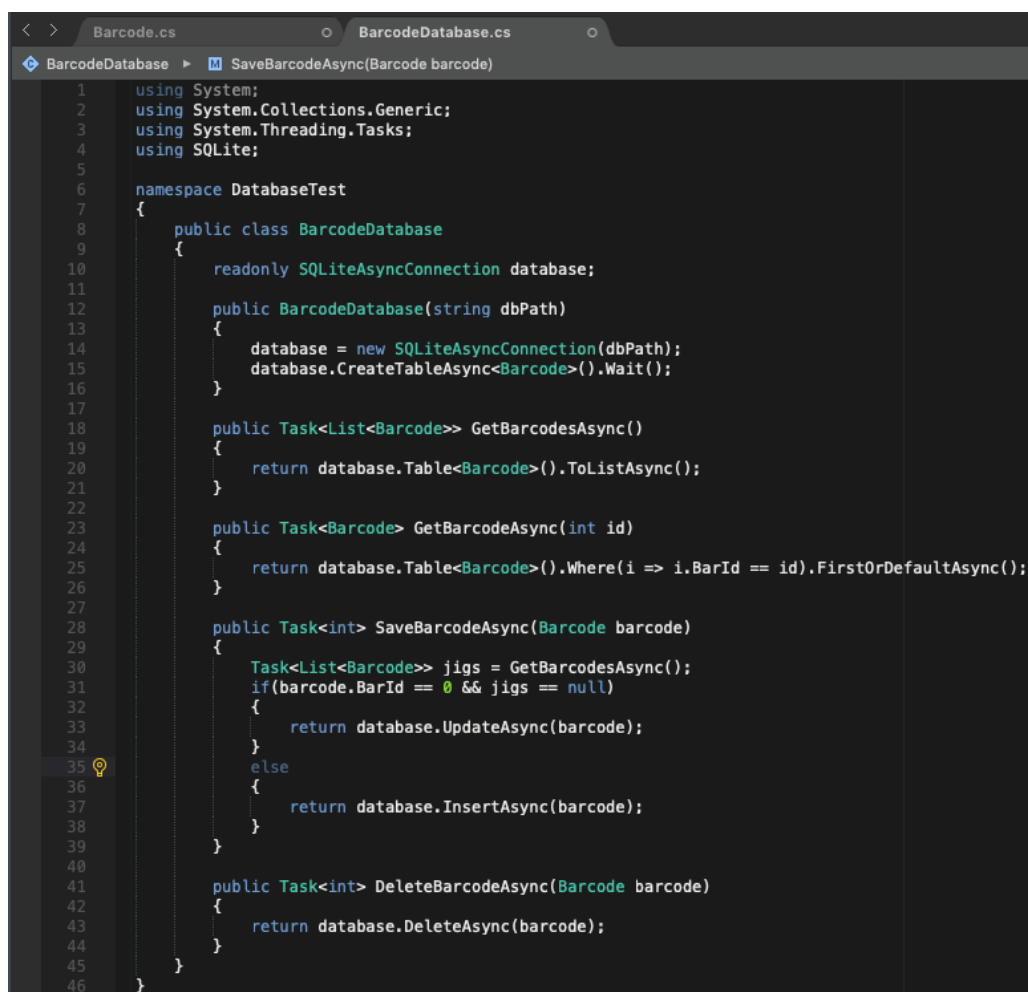 Barcode.cs BarcodeDatabase.cs
BarcodeDatabase ▶ M SaveBarcodeAsync(Barcode barcode)
1 using System;
2 using System.Collections.Generic;
3 using System.Threading.Tasks;
4 using SQLite;
5
6 namespace DatabaseTest
7 {
8     public class BarcodeDatabase
9     {
10         readonly SQLiteAsyncConnection database;
11
12         public BarcodeDatabase(string dbPath)
13         {
14             database = new SQLiteAsyncConnection(dbPath);
15             database.CreateTableAsync<Barcode>().Wait();
16         }
17
18         public Task<List<Barcode>> GetBarcodesAsync()
19         {
20             return database.Table<Barcode>().ToListAsync();
21         }
22
23         public Task<Barcode> GetBarcodeAsync(int id)
24         {
25             return database.Table<Barcode>().Where(i => i.BarId == id).FirstOrDefaultAsync();
26         }
27
28         public Task<int> SaveBarcodeAsync(Barcode barcode)
29         {
30             Task<List<Barcode>> jigs = GetBarcodesAsync();
31             if(barcode.BarId == 0 && jigs == null)
32             {
33                 return database.UpdateAsync(barcode);
34             }
35             else
36             {
37                 return database.InsertAsync(barcode);
38             }
39         }
40
41         public Task<int> DeleteBarcodeAsync(Barcode barcode)
42         {
43             return database.DeleteAsync(barcode);
44         }
45     }
46 }